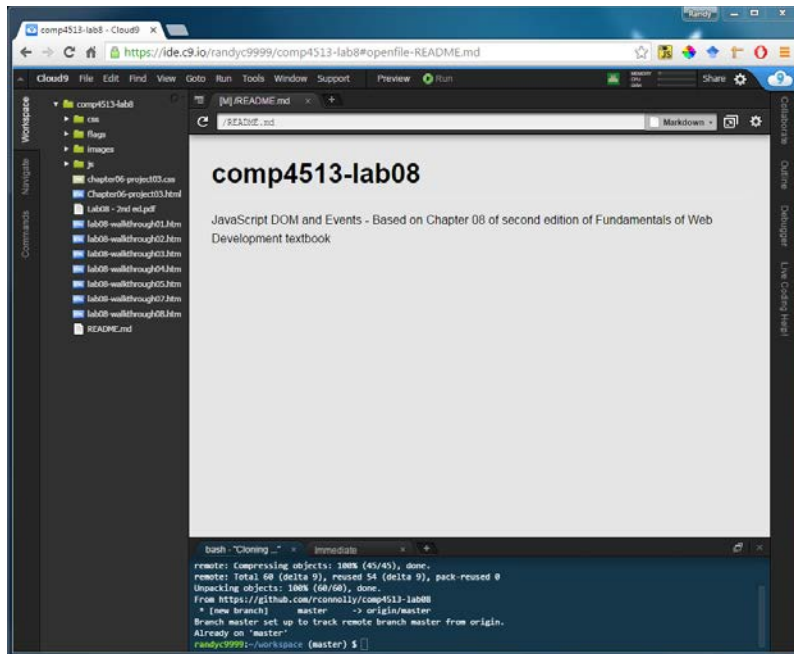 Randy
comp4513-lab8 - Cloud9
https://ide.c9.io/randyc9999/comp4513-lab8#openfile-README.md
Cloud9 File Edit Find View Goto Run Tools Window Support Preview Run
MEMORY
CPU
DISK
Share
Workspace
Navigate
Commands
comp4513-lab8
css
flags
images
js
chapter06-project03.css
Chapter06-project03.html
Lab08 - 2nd ed.pdf
lab08-walkthrough01.htm
lab08-walkthrough02.htm
lab08-walkthrough03.htm
lab08-walkthrough04.htm
lab08-walkthrough05.htm
lab08-walkthrough07.htm
lab08-walkthrough08.htm
README.md
[M] /README.md
/README.md
Markdown
comp4513-lab08
JavaScript DOM and Events - Based on Chapter 08 of second edition of Fundamentals of Web
Development textbook
Collaborate
Outline
Debugger
Live Coding Help!
bash - "Cloning ..." Immediate
remote: Compressing objects: 100% (45/45), done.
remote: Total 60 (delta 9), reused 54 (delta 9), pack-reused 0
Unpacking objects: 100% (60/60), done.
From https://github.com/rconnolly/comp4513-lab08
* [new branch] master -> origin/master
Branch master set up to track remote branch master from origin.
Already on 'master'
randyc9999:~/workspace (master) $